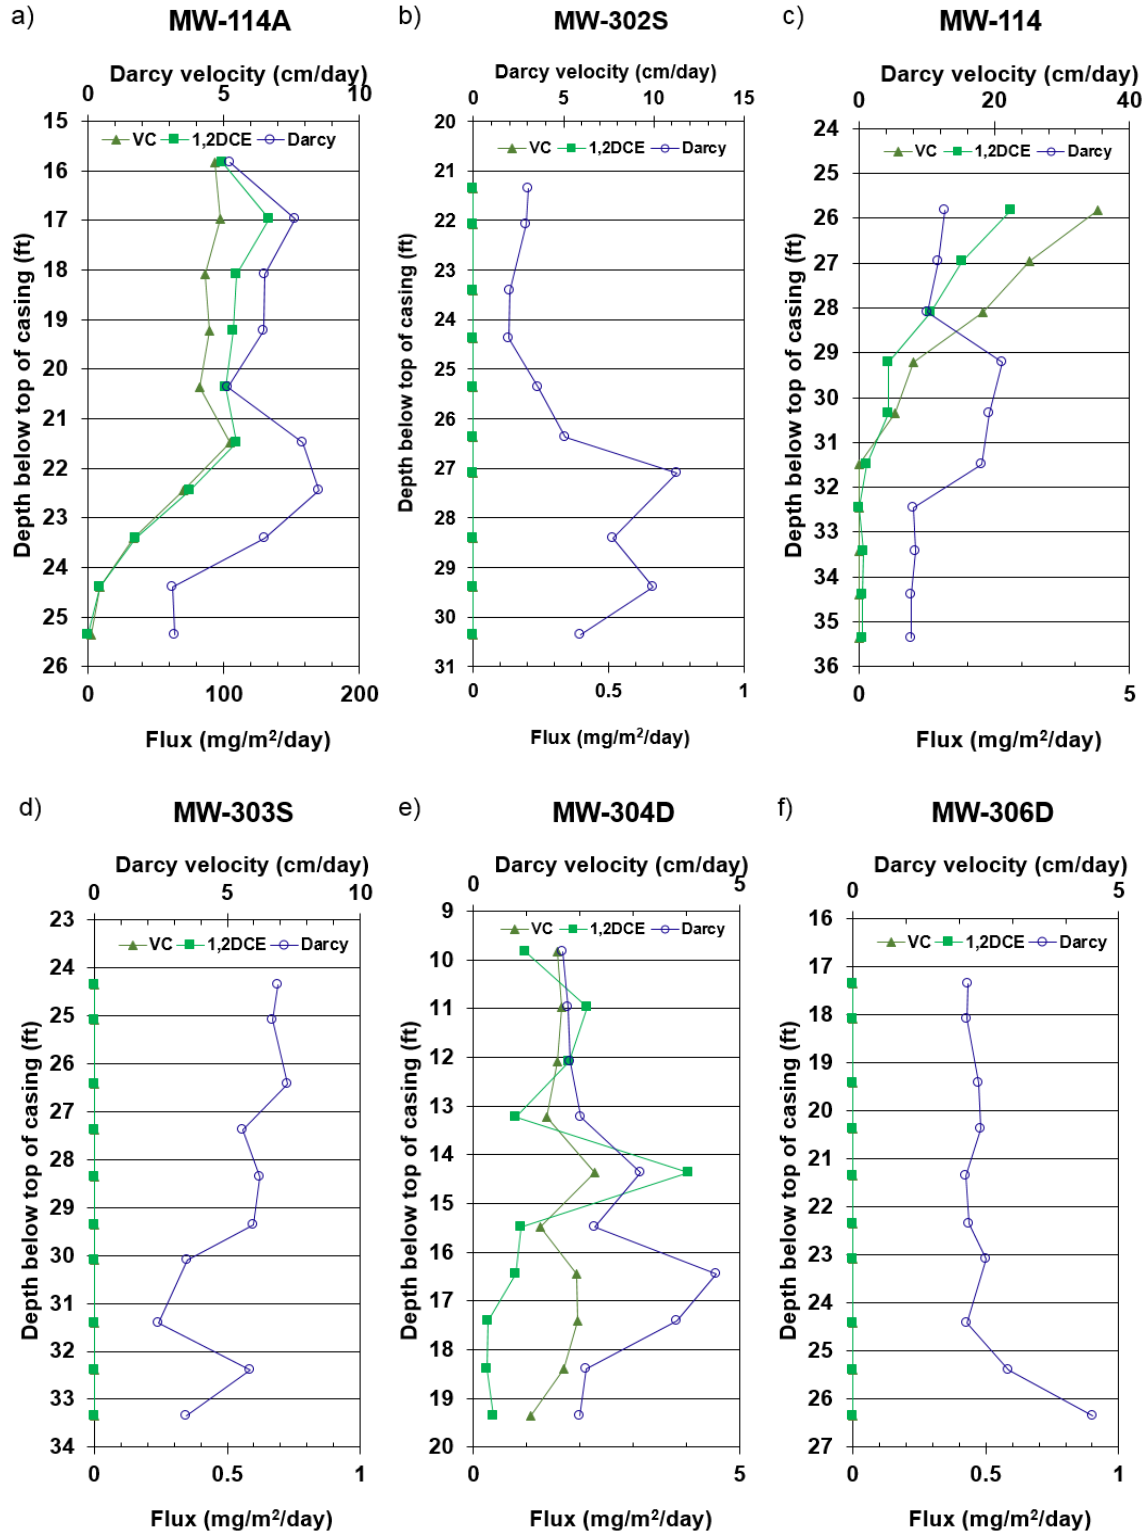 a) MW-114A
Darcy velocity (cm/day)
0 5 10
VC 1,2DCE Darcy
15
16
17
18
19
20
21
22
23
24
25
26
Depth below top of casing (ft)
0 100 200
Flux (mg/m²/day)
b) MW-302S
Darcy velocity (cm/day)
0 5 10 15
VC 1,2DCE Darcy
20
21
22
23
24
25
26
27
28
29
30
31
Depth below top of casing (ft)
0 0.5 1
Flux (mg/m²/day)
c) MW-114
Darcy velocity (cm/day)
0 20 40
VC 1,2DCE Darcy
24
25
26
27
28
29
30
31
32
33
34
35
36
Depth below top of casing (ft)
0 5
Flux (mg/m²/day)
d) MW-303S
Darcy velocity (cm/day)
0 5 10
VC 1,2DCE Darcy
23
24
25
26
27
28
29
30
31
32
33
34
Depth below top of casing (ft)
0 0.5 1
Flux (mg/m²/day)
e) MW-304D
Darcy velocity (cm/day)
0 5
VC 1,2DCE Darcy
9
10
11
12
13
14
15
16
17
18
19
20
Depth below top of casing (ft)
0 5
Flux (mg/m²/day)
f) MW-306D
Darcy velocity (cm/day)
0 5
VC 1,2DCE Darcy
16
17
18
19
20
21
22
23
24
25
26
27
Depth below top of casing (ft)
0 0.5 1
Flux (mg/m²/day)